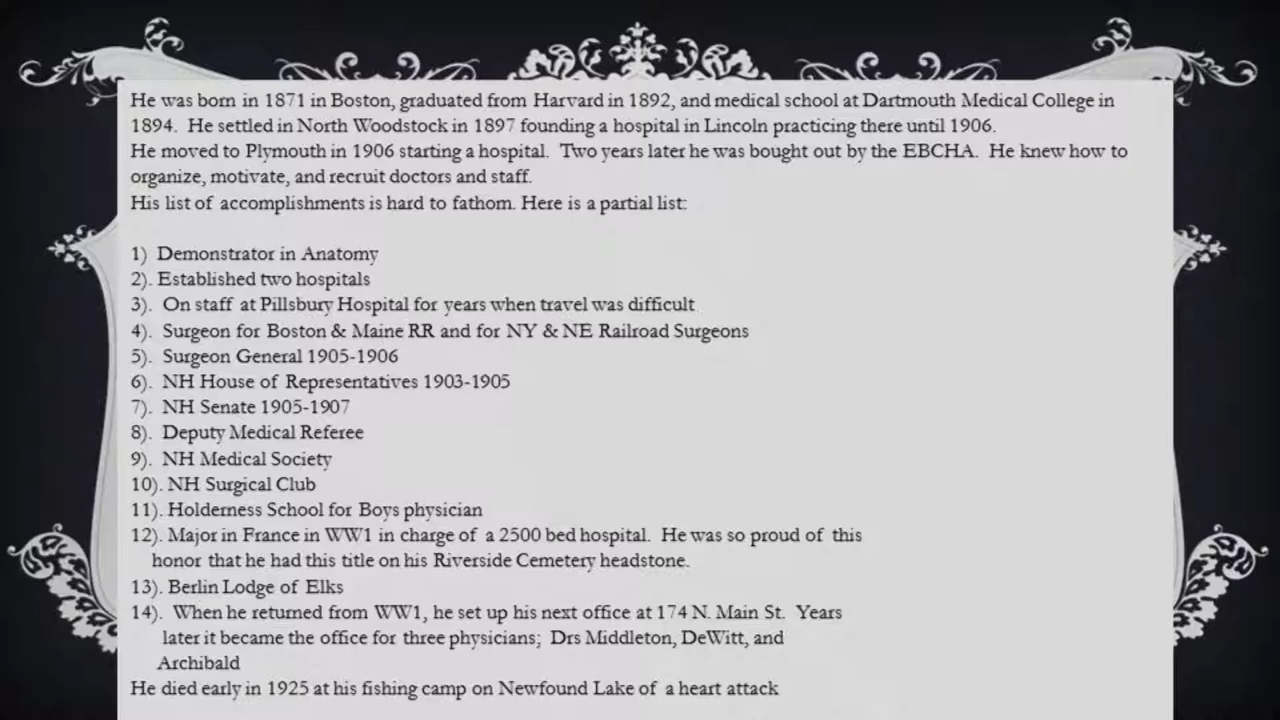 He was born in 1871 in Boston, graduated from Harvard in 1892, and medical school at Dartmouth Medical College in
1894. He settled in North Woodstock in 1897 founding a hospital in Lincoln practicing there until 1906.
He moved to Plymouth in 1906 starting a hospital. Two years later he was bought out by the EBCHA. He knew how to
organize, motivate, and recruit doctors and staff.
His list of accomplishments is hard to fathom. Here is a partial list:
1) Demonstrator in Anatomy
2). Established two hospitals
3). On staff at Pillsbury Hospital for years when travel was difficult
4). Surgeon for Boston & Maine RR and for NY & NE Railroad Surgeons
5). Surgeon General 1905-1906
6). NH House of Representatives 1903-1905
7). NH Senate 1905-1907
8). Deputy Medical Referee
9). NH Medical Society
10). NH Surgical Club
11). Holderness School for Boys physician
12). Major in France in WW1 in charge of a 2500 bed hospital. He was so proud of this
honor that he had this title on his Riverside Cemetery headstone.
13). Berlin Lodge of Elks
14). When he returned from WW1, he set up his next office at 174 N. Main St. Years
later it became the office for three physicians; Drs Middleton, DeWitt, and
Archibald
He died early in 1925 at his fishing camp on Newfound Lake of a heart attack